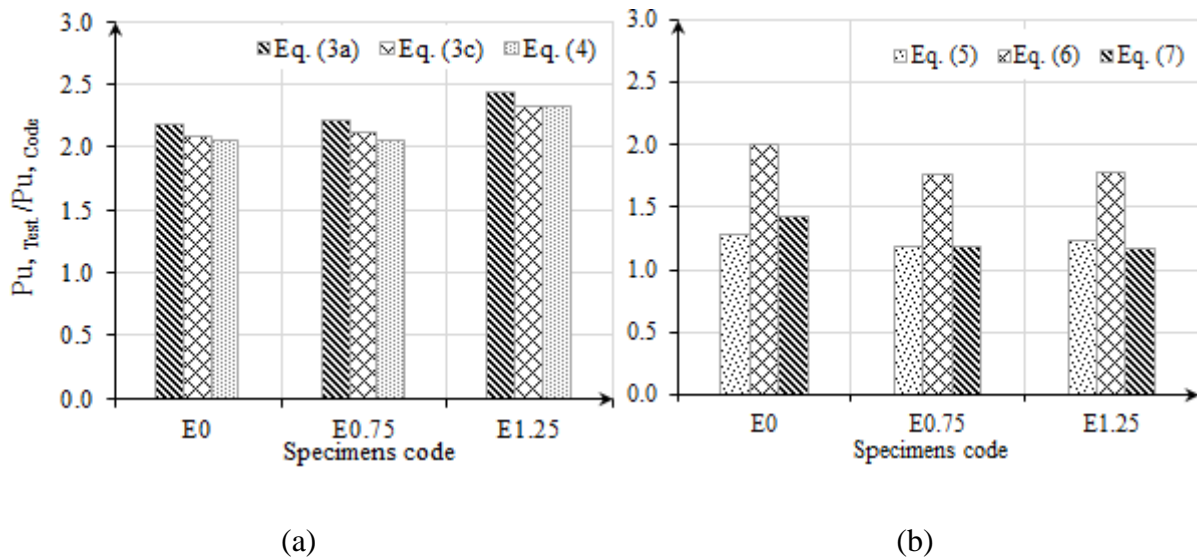 Pu, Test /Pu, Code
3.0
2.5
2.0
1.5
1.0
0.5
0.0
Eq. (3a) Eq. (3c) Eq. (4)
E0 E0.75 E1.25
Specimens code
(a)
3.0
2.5
2.0
1.5
1.0
0.5
0.0
Eq. (5) Eq. (6) Eq. (7)
E0 E0.75 E1.25
Specimens code
(b)